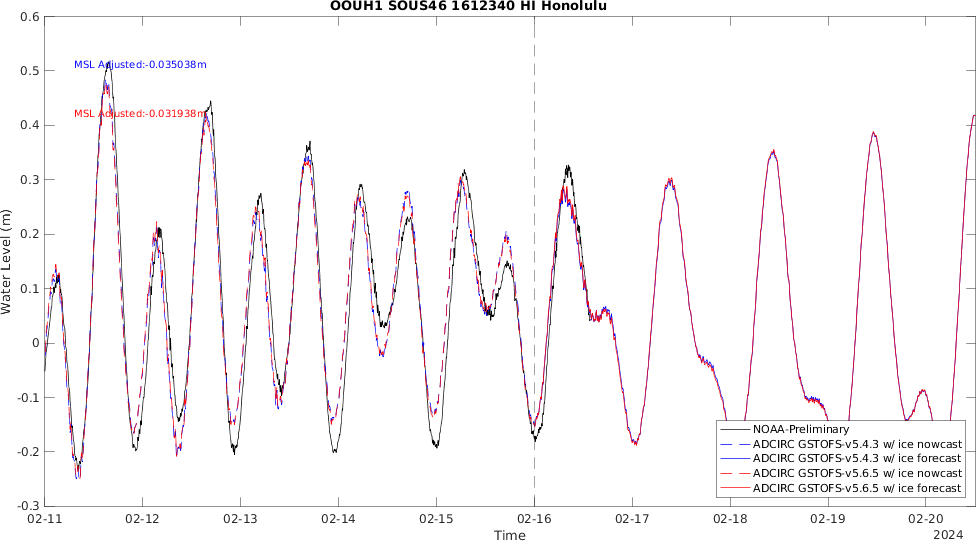 OOUH1 SOUS46 1612340 HI Honolulu
0.6
0.5
0.4
0.3
0.2
0.1
0
-0.1
-0.2
-0.3
Water Level (m)
MSL Adjusted:-0.035038m
MSL Adjusted:-0.031938m
NOAA-Preliminary
ADCIRC GSTOFS-v5.4.3 w/ ice nowcast
ADCIRC GSTOFS-v5.4.3 w/ ice forecast
ADCIRC GSTOFS-v5.6.5 w/ ice nowcast
ADCIRC GSTOFS-v5.6.5 w/ ice forecast
02-11 02-12 02-13 02-14 02-15 02-16 02-17 02-18 02-19 02-20
Time
2024